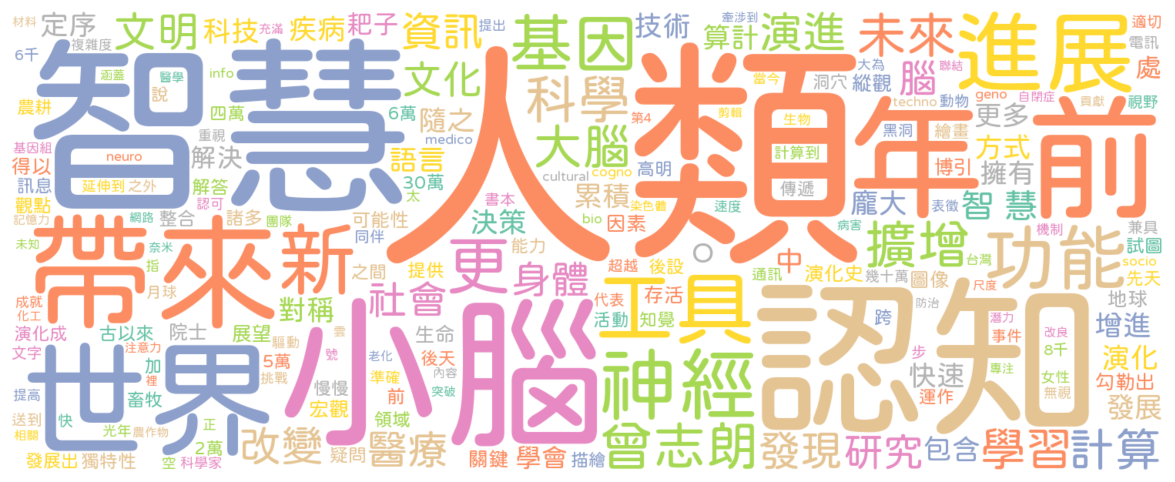 定序
文明
科技
疾病
耙子
資訊
提出
基因
技術
牽涉到
算計
演進
未來
進展
適切
電訊
處
材料
充滿
6千
複雜度
涵蓋
醫學
說
info
文化
科學
洞穴
縱觀
大為
當今
腦
聯結
視野
農耕
智慧
四萬
6萬
隨之
人類
第4
剪輯
techno
動物
geno
自閉症
貢獻
年前
更多
重視
medico
大腦
生物
黑洞
繪畫
方式
基因組
neuro
解決
語言
計算到
高明
博引
擁有
得以
訊息
延伸到
之外
解答
30萬
cultural
cogno
傳遞
觀點
認可
太
書本
累積
染色體
速度
龐大
表徵
智慧
記憶力
網路
整合
諸多
團隊
可能性
同伴
決策
bio
因素
病害
機制
兼具
試圖
未知
奈米
帶來
新
更
能力
擴增
功能
台灣
socio
先天
指
月球
之間
提供
身體
超越
後設
中
演化史
幾十萬
圖像
通訊
尺度
成就
化工
對稱
社會
工具
代表
存活
活動
知覺
防治
認知
跨
潛力
地球
增進
演化成
古以來
院士
展望
雲
生命
事件
改良
文字
注意力
驅動
號
後天
老化
內容
步
8千
演化
世界
加
裡
5萬
挑戰
小腦
準確
突破
神經
快速
專注
女性
無視
勾勒出
提高
畜牧
慢慢
宏觀
前
領域
運作
發展
送到
快
正
光年
農作物
2萬
改變
疑問
醫療
關鍵
學會
描繪
曾志朗
發現
研究
包含
學習
計算
相關
發展出
獨特性
空
科學家